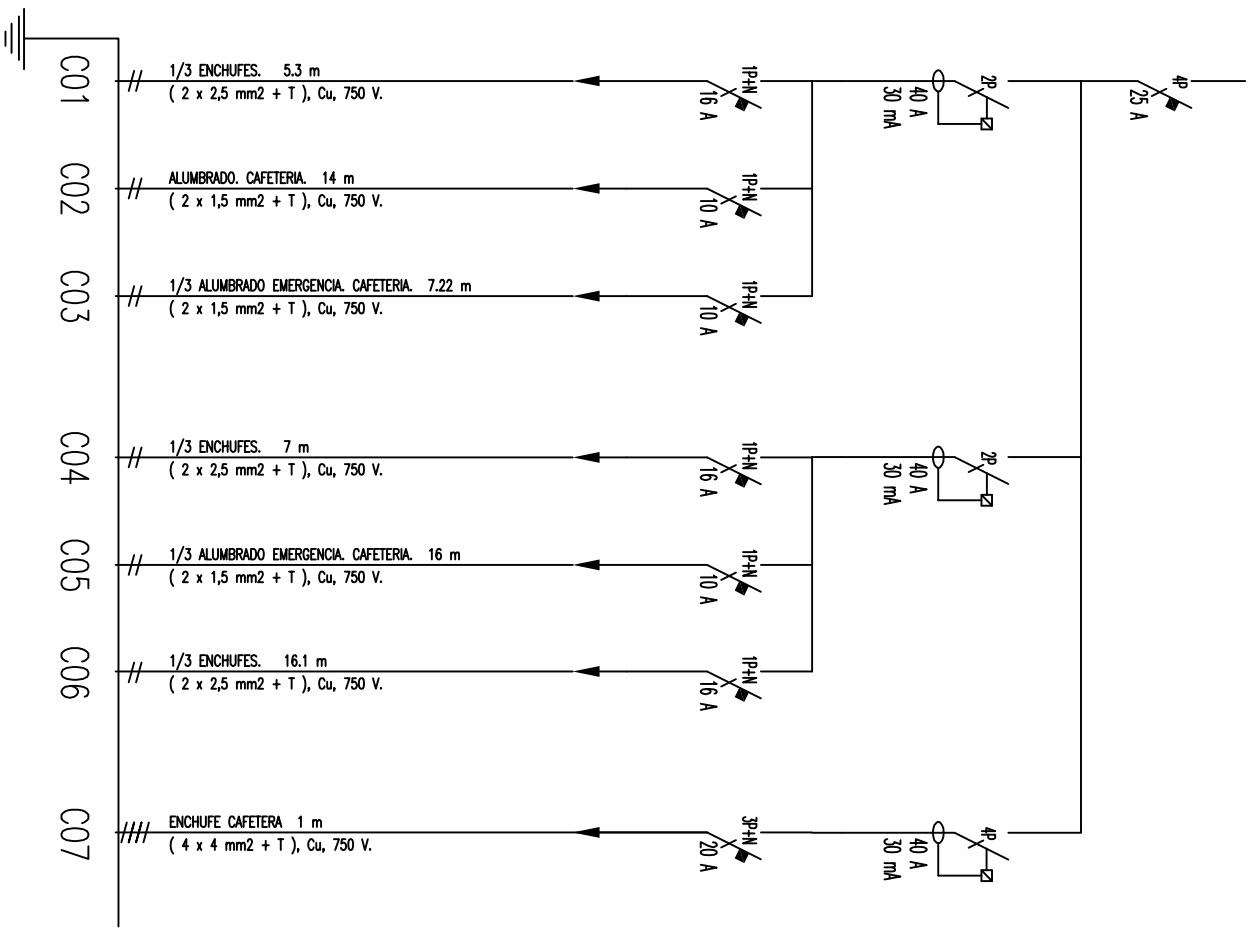 4P
25 A
2P
40 A
30 mA
1P+N
16 A
1/3 ENCHUFES. 5.3 m
( 2 x 2,5 mm2 + T ), Cu, 750 V.
C01
1P+N
10 A
ALUMBRADO. CAFETERIA. 14 m
( 2 x 1,5 mm2 + T ), Cu, 750 V.
C02
1P+N
10 A
1/3 ALUMBRADO EMERGENCIA. CAFETERIA. 7.22 m
( 2 x 1,5 mm2 + T ), Cu, 750 V.
C03
2P
40 A
30 mA
1P+N
16 A
1/3 ENCHUFES. 7 m
( 2 x 2,5 mm2 + T ), Cu, 750 V.
C04
1P+N
10 A
1/3 ALUMBRADO EMERGENCIA. CAFETERIA. 16 m
( 2 x 1,5 mm2 + T ), Cu, 750 V.
C05
1P+N
16 A
1/3 ENCHUFES. 16.1 m
( 2 x 2,5 mm2 + T ), Cu, 750 V.
C06
4P
40 A
30 mA
3P+N
20 A
ENCHUFE CAFETERA 1 m
( 4 x 4 mm2 + T ), Cu, 750 V.
C07